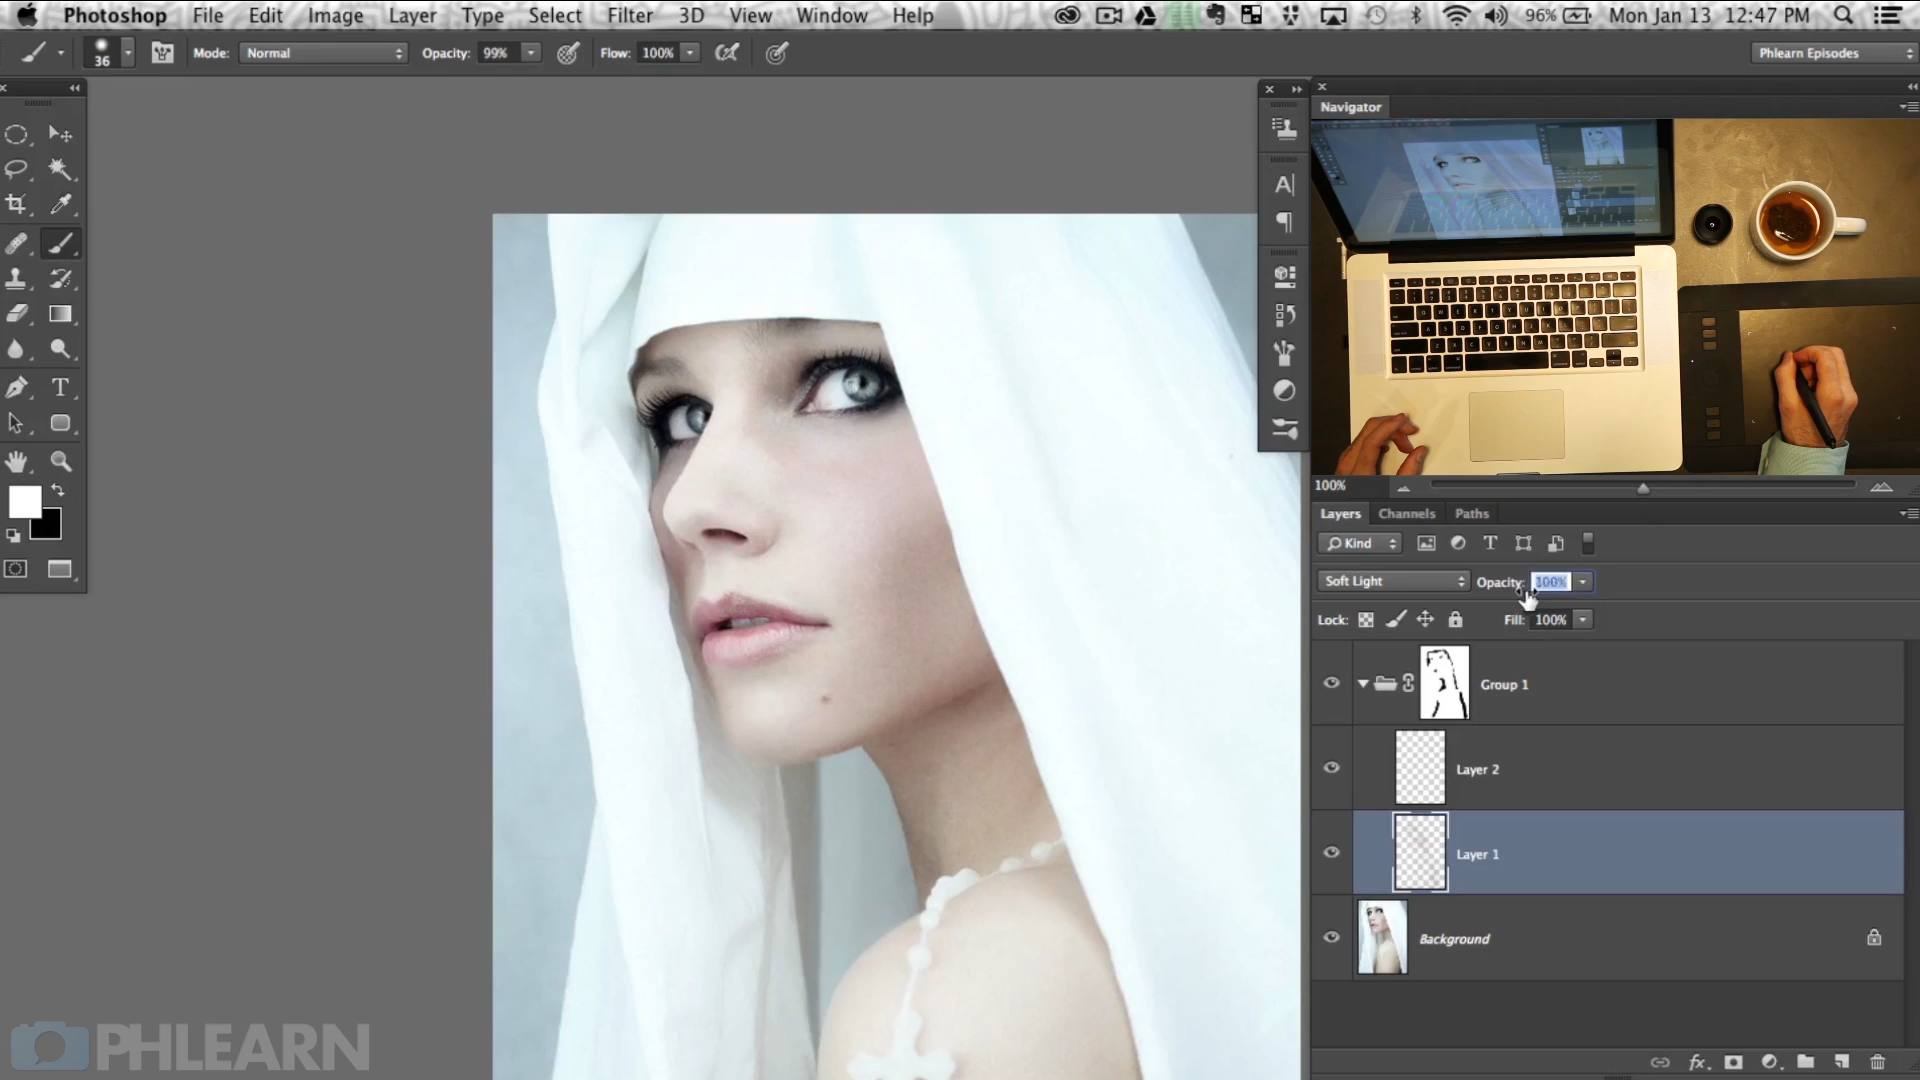 Photoshop File Edit Image Layer Type Select Filter 3D View Window Help 96% Mon Jan 13 12:47 PM
36 Mode: Normal Opacity: 99% Flow: 100% Phlearn Episodes
Navigator
A
T
100%
Layers Channels Paths
Kind T
Soft Light Opacity: 100%
Lock: Fill: 100%
Group 1
Layer 2
Layer 1
Background
fx
PHLEARN